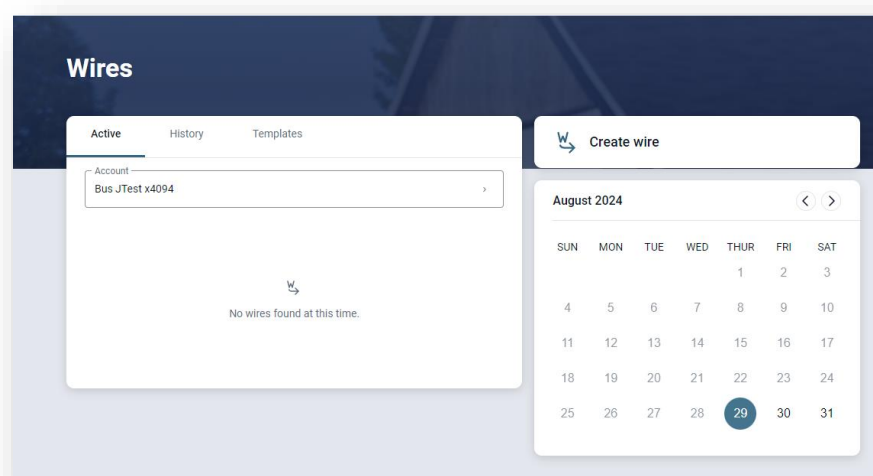 Wires
Active History Templates
Account
Bus JTest x4094
No wires found at this time.
Create wire
August 2024
SUN MON TUE WED THUR FRI SAT
1 2 3
4 5 6 7 8 9 10
11 12 13 14 15 16 17
18 19 20 21 22 23 24
25 26 27 28 29 30 31